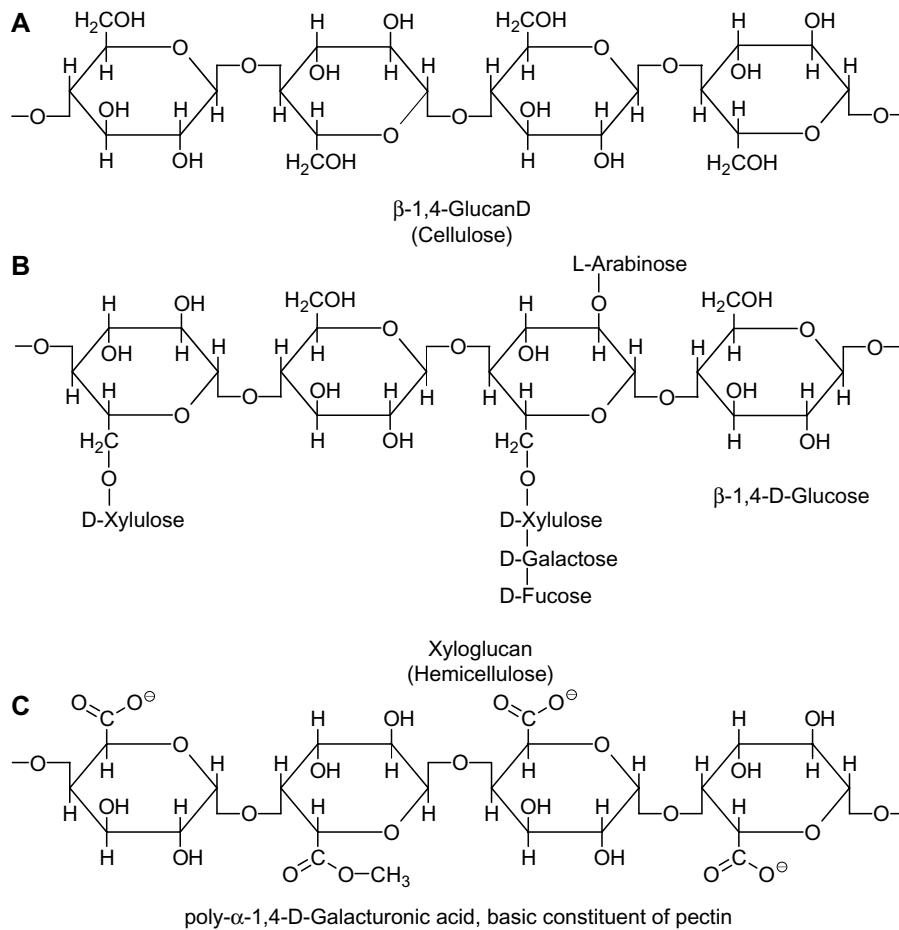 A
H₂COH H OH H₂COH H OH
H O H O H H O H O H
—O OH H OH H O OH H OH H O—
H OH H H O O H OH H H O
H₂COH H₂COH
β-1,4-GlucanD
(Cellulose)
B
L-Arabinose
H OH H₂COH H O H₂COH
—O OH H H H H O O OH H H H H O O—
H H O O OH H H H H O O OH H H
H₂C H OH H₂C H OH
O O
D-Xylulose D-Xylulose
β-1,4-D-Glucose
D-Galactose
D-Fucose
Xyloglucan
(Hemicellulose)
C
O C O⊖ H OH O C O⊖ H OH
—O H O H H OH H H O H O H H OH H H
H OH H O H O H H OH H O H O O—
H OH O C O—CH₃ H OH O C O⊖
poly-α-1,4-D-Galacturonic acid, basic constituent of pectin